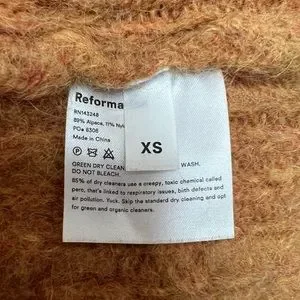 Reforma
RN143248
89% Alpaca, 11% Nyl
PO# 6306
Made in China
XS
GREEN DRY CLEAN WASH.
DO NOT BLEACH.
85% of dry cleaners use a creepy, toxic chemical called
perc, that's linked to respiratory issues, birth defects and
air pollution. Yuck. Skip the standard dry cleaning and opt
for green and organic cleaners.